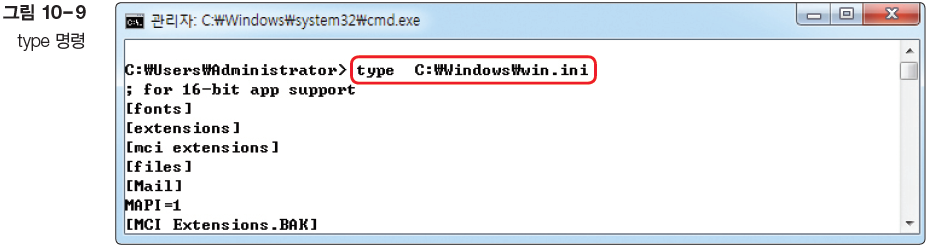 그림 10-9
type 명령
관리자: C:₩Windows₩system32₩cmd.exe
C:₩Users₩Administrator> type  C:₩Windows₩win.ini
; for 16-bit app support
[fonts]
[extensions]
[mci extensions]
[files]
[Mail]
MAPI=1
[MCI Extensions.BAK]